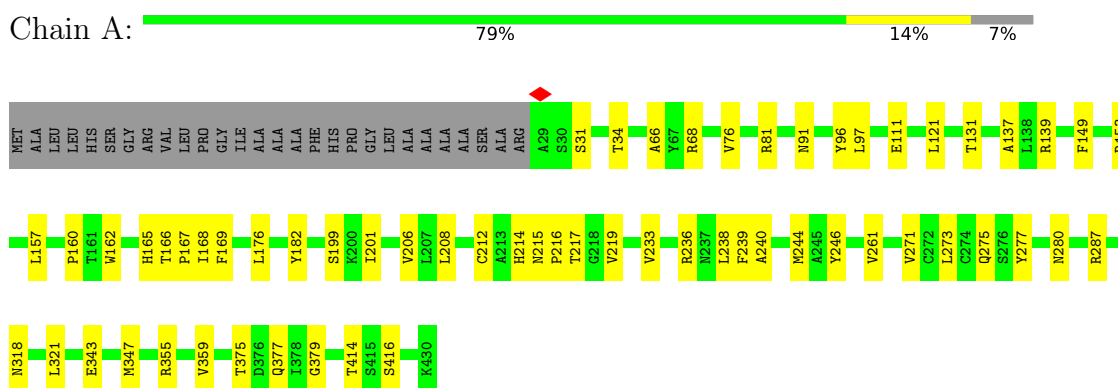 Chain A:
79% 14% 7%
MET ALA LEU LEU HIS SER GLY ARG VAL LEU PRO GLY ILE ALA ALA ALA PHE HIS PRO GLY LEU ALA ALA ALA ALA ALA SER ALA ARG A29 S30 S31 T34 A66 Y67 R68 V76 R81 N91 Y96 L97 E111 L121 T131 A137 L138 R139 F149
L157 P160 T161 W162 H165 T166 P167 I168 F169 L176 Y182 S199 K200 I201 V206 L207 L208 C212 A213 H214 N215 P216 T217 G218 V219 V233 R236 N237 L238 F239 A240 M244 A245 Y246 V261 V271 C272 L273 C274 Q275 S276 Y277 N280 R287
N318 L321 E343 M347 R355 V359 T375 D376 Q377 I378 G379 T414 S415 S416 K430